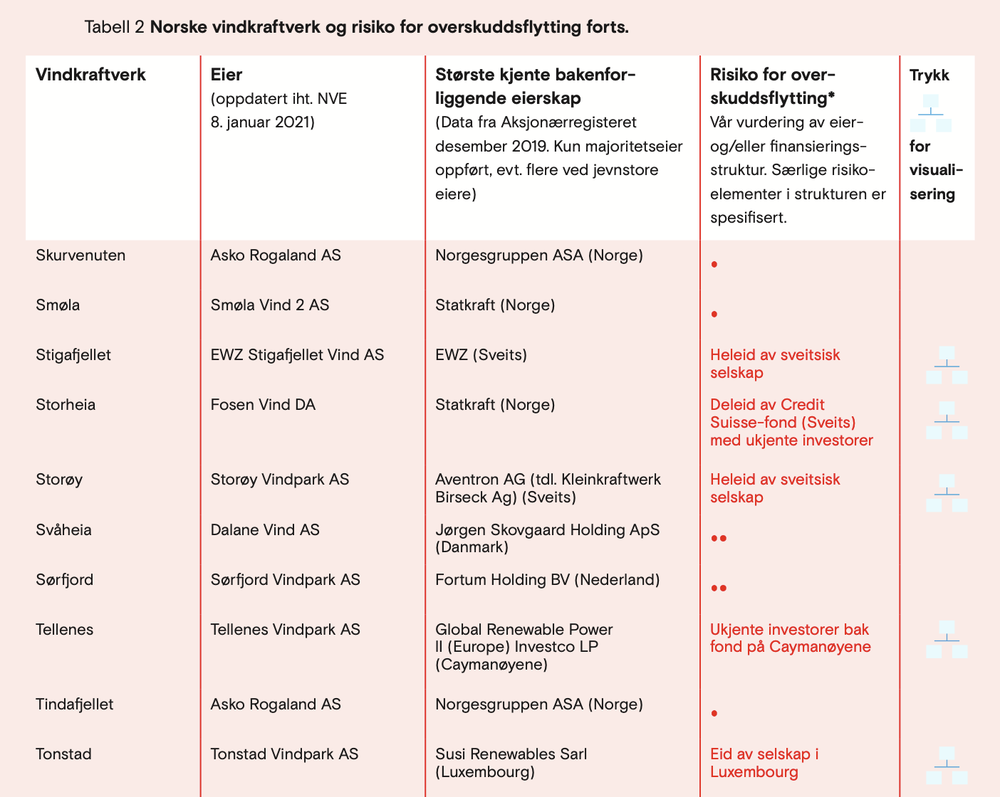 Tabell 2 Norske vindkraftverk og risiko for overskuddsflytting forts.
Vindkraftverk
Eier
(oppdatert iht. NVE
8. januar 2021)
Største kjente bakenfor-
liggende eierskap
(Data fra Aksjonærregisteret
desember 2019. Kun majoritetseier
oppført, evt. flere ved jevnstore
eiere)
Risiko for over-
skuddsflytting*
Vår vurdering av eier-
og/eller finansierings-
struktur. Særlige risiko-
elementer i strukturen er
spesifisert.
Trykk
for
visuali-
sering
Skurvenuten
Asko Rogaland AS
Norgesgruppen ASA (Norge)
•
Smøla
Smøla Vind 2 AS
Statkraft (Norge)
•
Stigafjellet
EWZ Stigafjellet Vind AS
EWZ (Sveits)
Heleid av sveitsisk
selskap
Storheia
Fosen Vind DA
Statkraft (Norge)
Deleid av Credit
Suisse-fond (Sveits)
med ukjente investorer
Storøy
Storøy Vindpark AS
Aventron AG (tdl. Kleinkraftwerk
Birseck Ag) (Sveits)
Heleid av sveitsisk
selskap
Svåheia
Dalane Vind AS
Jørgen Skovgaard Holding ApS
(Danmark)
••
Sørfjord
Sørfjord Vindpark AS
Fortum Holding BV (Nederland)
••
Tellenes
Tellenes Vindpark AS
Global Renewable Power
II (Europe) Investco LP
(Caymanøyene)
Ukjente investorer bak
fond på Caymanøyene
Tindafjellet
Asko Rogaland AS
Norgesgruppen ASA (Norge)
•
Tonstad
Tonstad Vindpark AS
Susi Renewables Sarl
(Luxembourg)
Eid av selskap i
Luxembourg